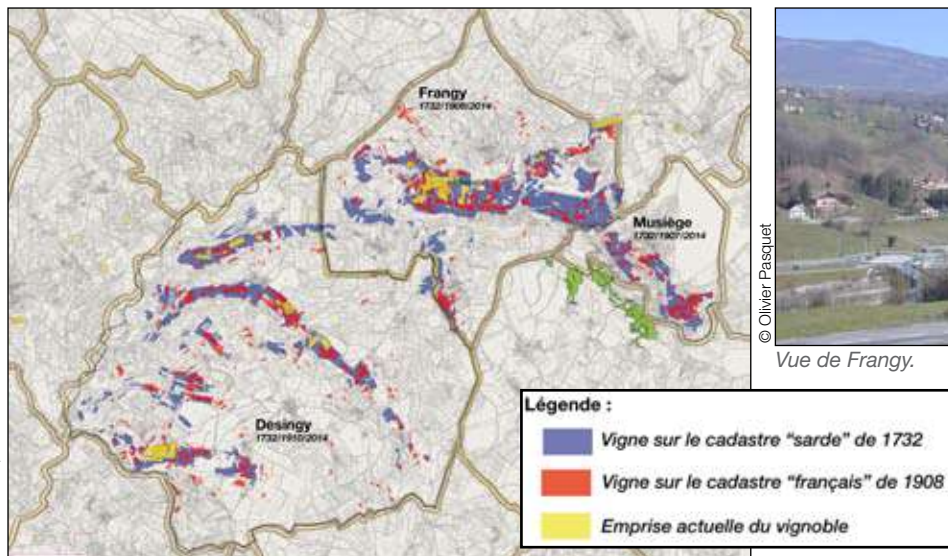 Frangy
1732/1908/2014
Musiège
1732/1907/2014
Desingy
1732/1910/2014
© Olivier Pasquet
Vue de Frangy.
Légende :
Vigne sur le cadastre “sarde” de 1732
Vigne sur le cadastre “français” de 1908
Emprise actuelle du vignoble